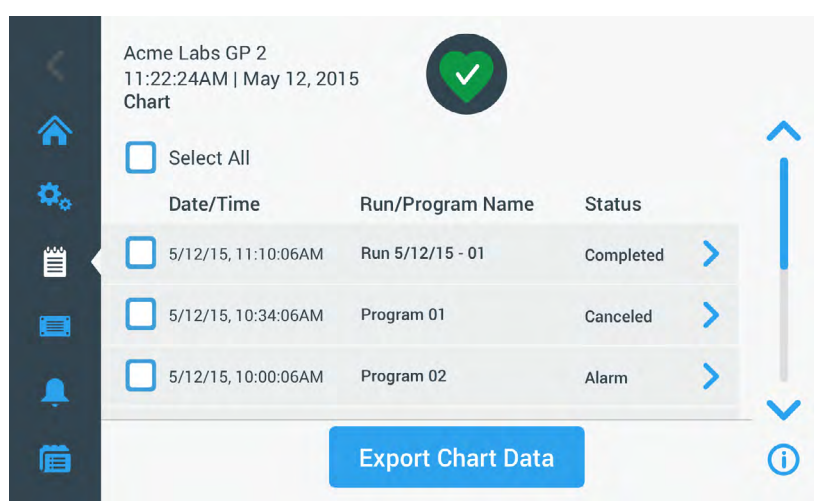 Acme Labs GP 2
11:22:24AM | May 12, 2015
Chart
Select All
Date/Time Run/Program Name Status
5/12/15, 11:10:06AM Run 5/12/15 - 01 Completed
5/12/15, 10:34:06AM Program 01 Canceled
5/12/15, 10:00:06AM Program 02 Alarm
Export Chart Data